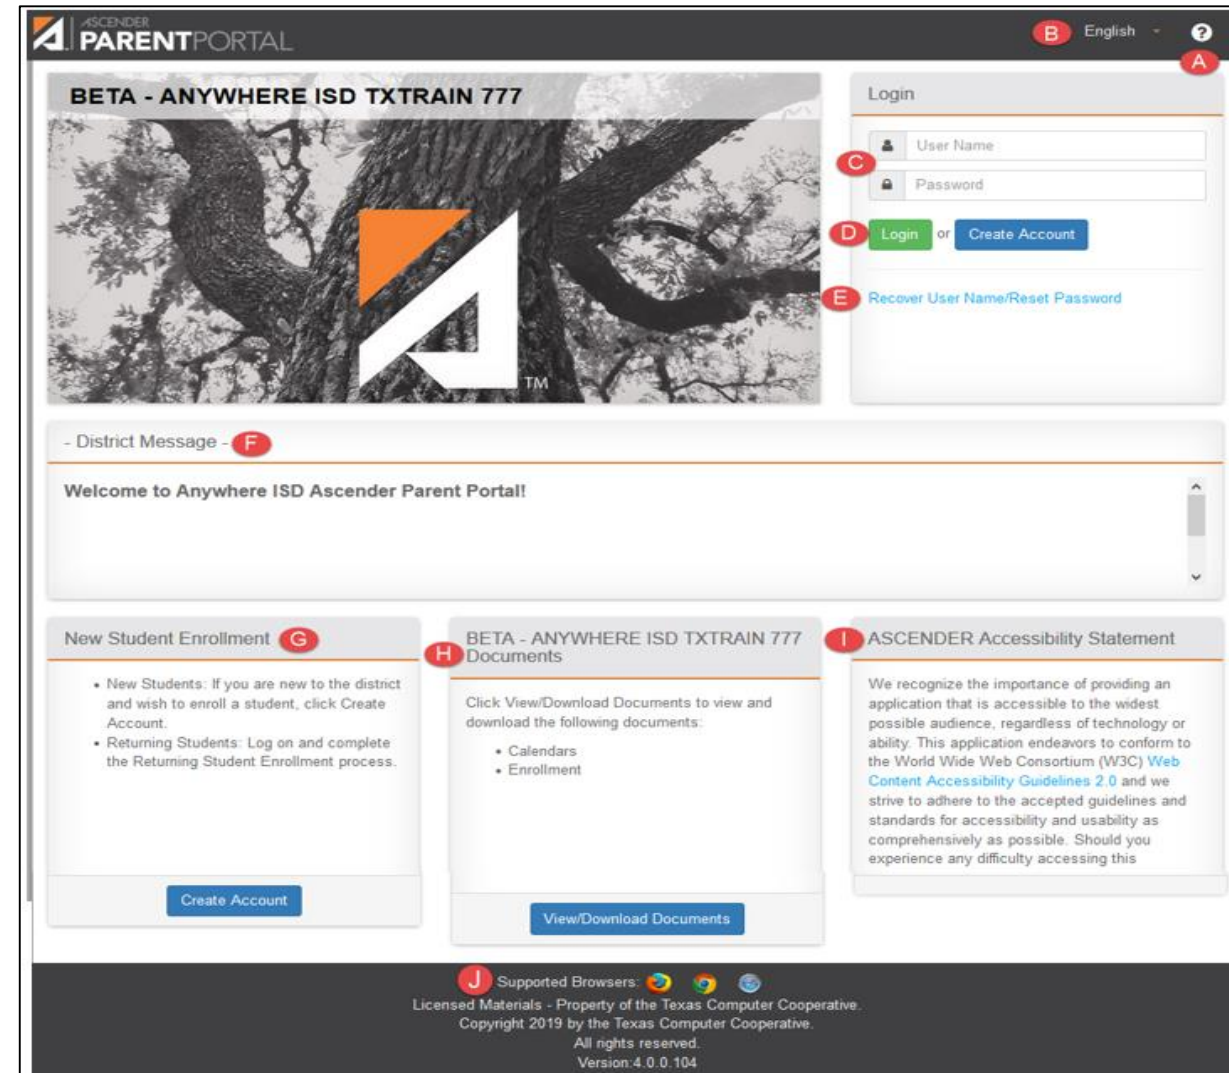 ASCENDER
PARENTPORTAL
B English ?
A
BETA - ANYWHERE ISD TXTRAIN 777
TM
Login
User Name
C
Password
D Login or Create Account
E Recover User Name/Reset Password
- District Message - F
Welcome to Anywhere ISD Ascender Parent Portal!
New Student Enrollment G
• New Students: If you are new to the district
and wish to enroll a student, click Create
Account.
• Returning Students: Log on and complete
the Returning Student Enrollment process.
Create Account
BETA - ANYWHERE ISD TXTRAIN 777
H Documents
Click View/Download Documents to view and
download the following documents:
• Calendars
• Enrollment
View/Download Documents
I ASCENDER Accessibility Statement
We recognize the importance of providing an
application that is accessible to the widest
possible audience, regardless of technology or
ability. This application endeavors to conform to
the World Wide Web Consortium (W3C) Web
Content Accessibility Guidelines 2.0 and we
strive to adhere to the accepted guidelines and
standards for accessibility and usability as
comprehensively as possible. Should you
experience any difficulty accessing this
J Supported Browsers:
Licensed Materials - Property of the Texas Computer Cooperative.
Copyright 2019 by the Texas Computer Cooperative.
All rights reserved.
Version:4.0.0.104